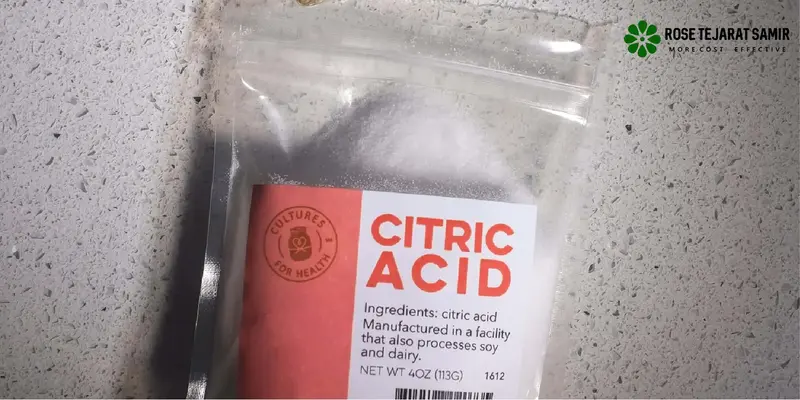 ROSE TEJARAT SAMIR
MORE COST EFFECTIVE
CULTURES
FOR HEALTH
CITRIC
ACID
Ingredients: citric acid
Manufactured in a facility
that also processes soy
and dairy.
NET WT 4OZ (113G) 1612